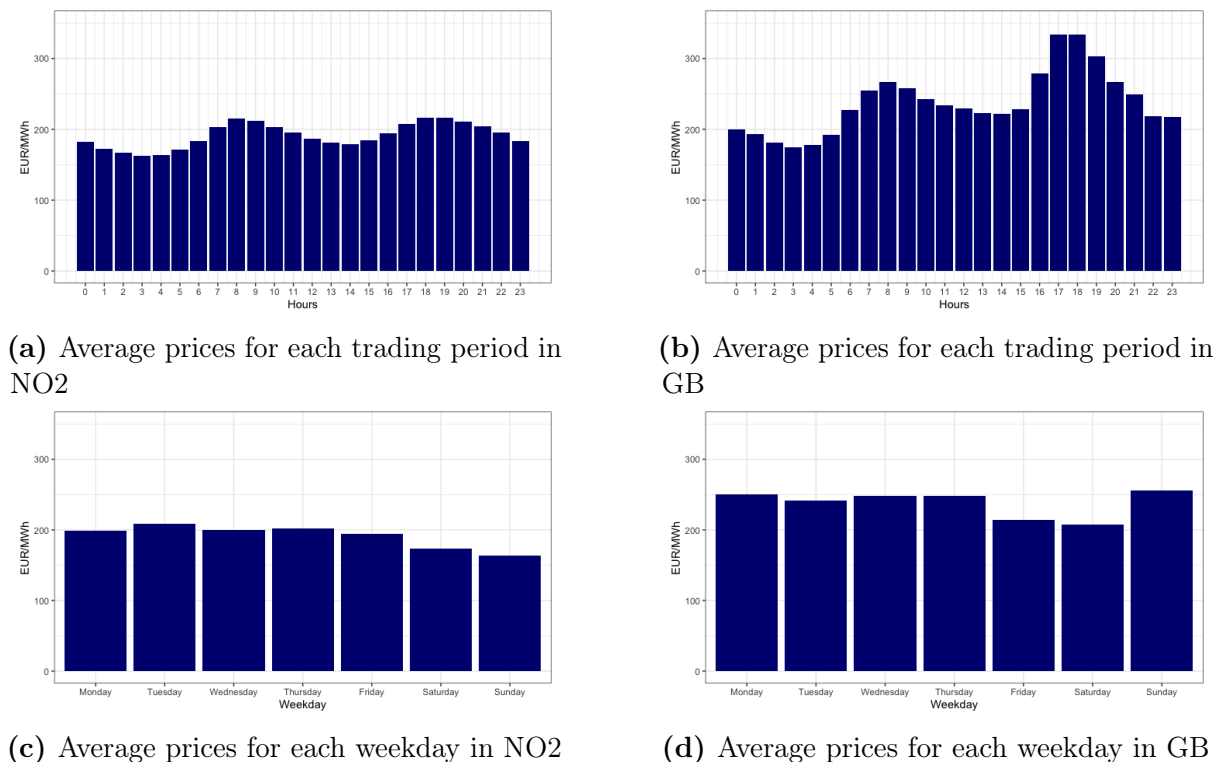 300
200
100
0
EUR/MWh
0 1 2 3 4 5 6 7 8 9 10 11 12 13 14 15 16 17 18 19 20 21 22 23
Hours
(a) Average prices for each trading period in
NO2
300
200
100
0
EUR/MWh
0 1 2 3 4 5 6 7 8 9 10 11 12 13 14 15 16 17 18 19 20 21 22 23
Hours
(b) Average prices for each trading period in
GB
300
200
100
0
EUR/MWh
Monday Tuesday Wednesday Thursday Friday Saturday Sunday
Weekday
(c) Average prices for each weekday in NO2
300
200
100
0
EUR/MWh
Monday Tuesday Wednesday Thursday Friday Saturday Sunday
Weekday
(d) Average prices for each weekday in GB